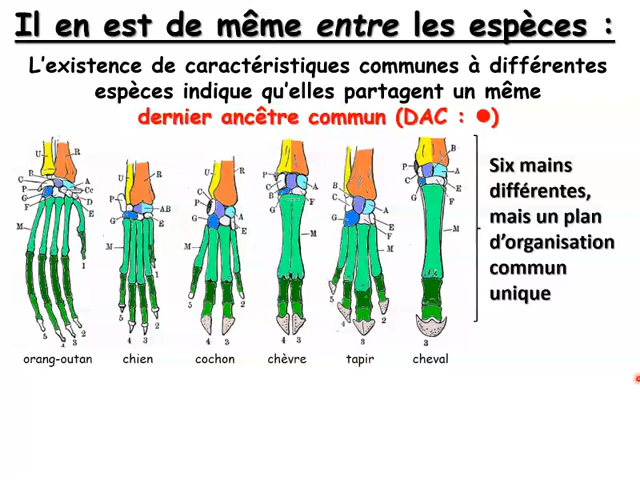 Il en est de même entre les espèces :
L'existence de caractéristiques communes à différentes
espèces indique qu'elles partagent un même
dernier ancêtre commun (DAC : ●)
Six mains
différentes,
mais un plan
d'organisation
commun
unique
orang-outan chien cochon chèvre tapir cheval